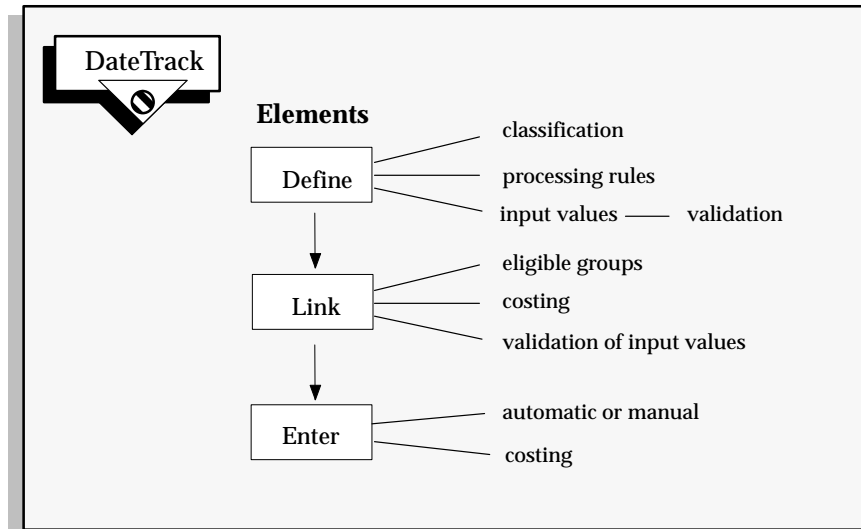 DateTrack
Elements
Define
classification
processing rules
input values validation
Link
eligible groups
costing
validation of input values
Enter
automatic or manual
costing